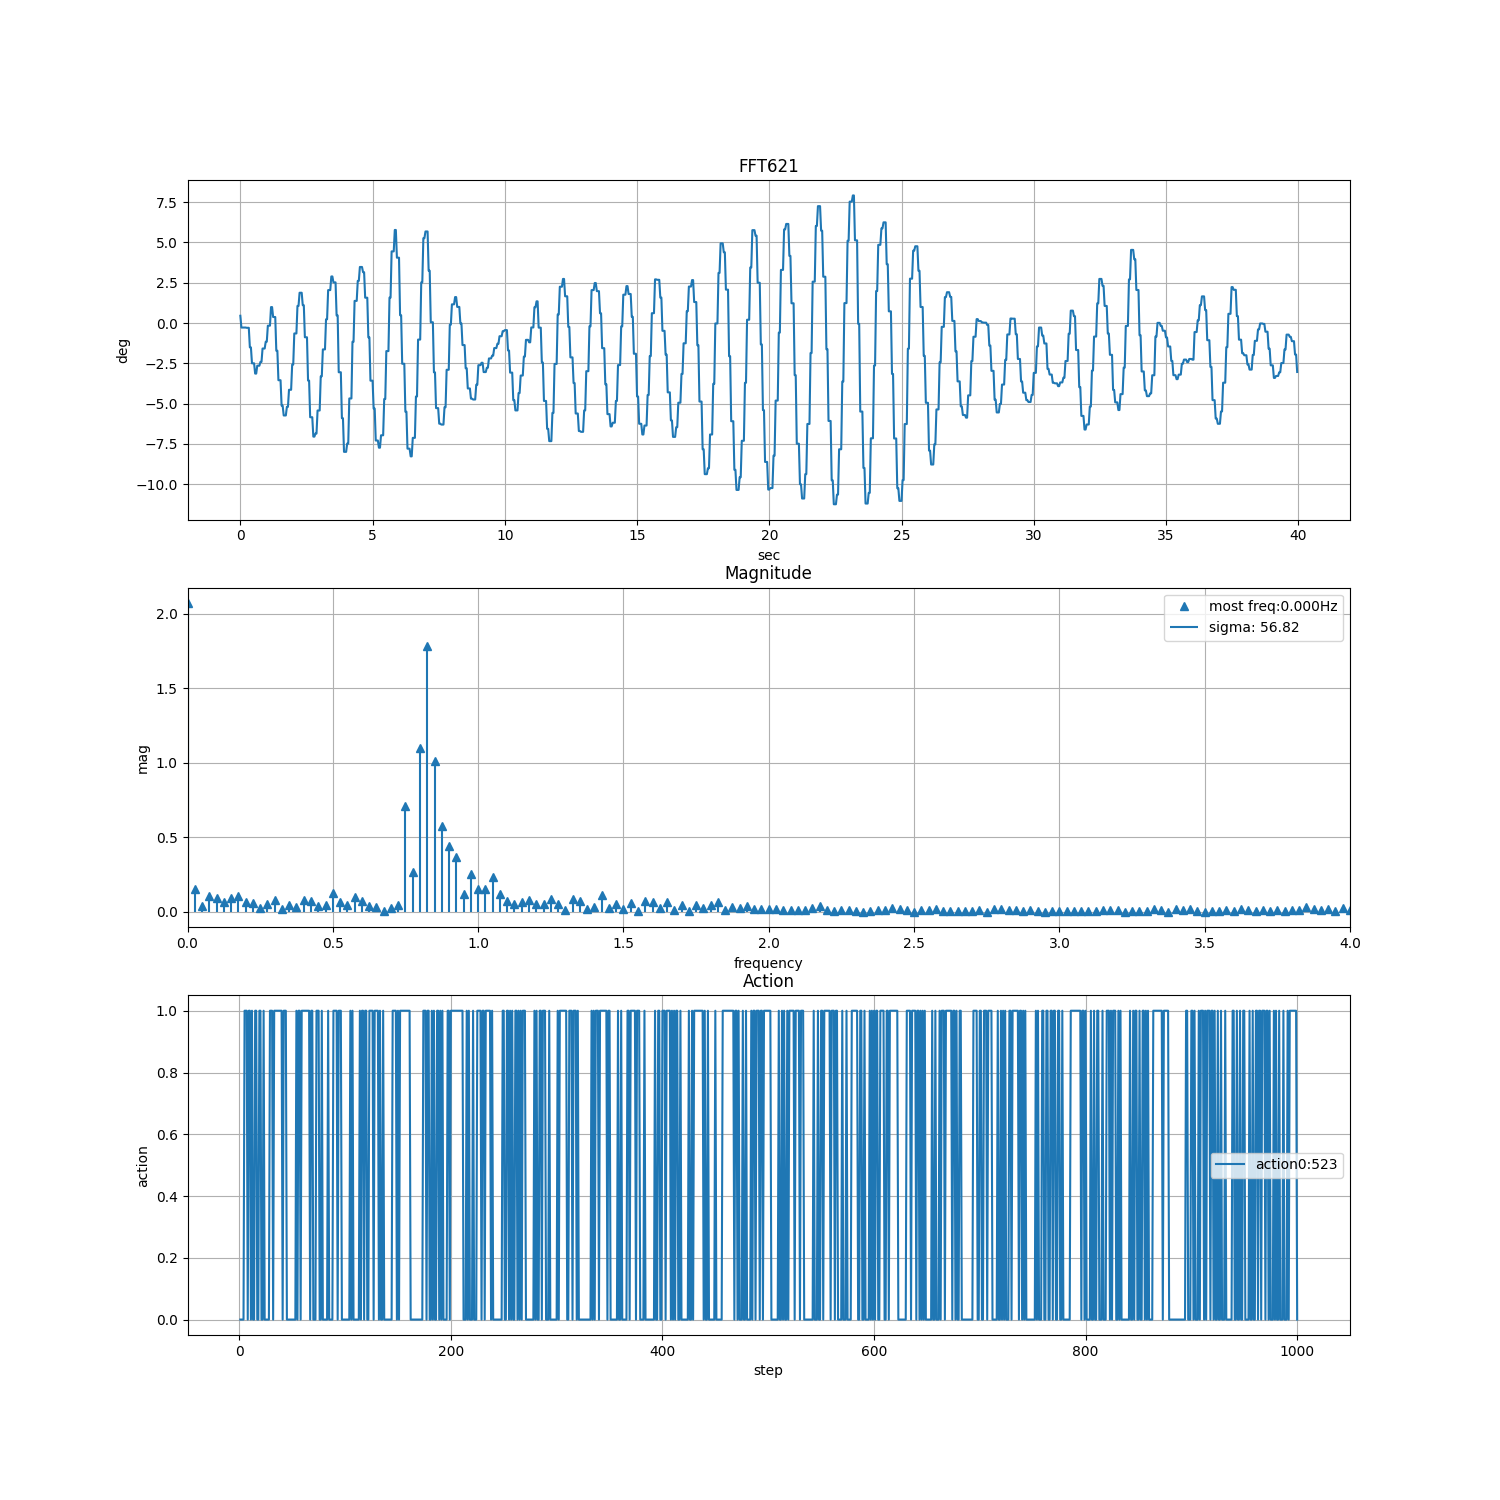 FFT621
7.5
5.0
2.5
0.0
−2.5
−5.0
−7.5
−10.0
deg
0 5 10 15 20 25 30 35 40
sec
Magnitude
2.0
1.5
1.0
0.5
0.0
mag
most freq:0.000Hz
sigma: 56.82
0.0 0.5 1.0 1.5 2.0 2.5 3.0 3.5 4.0
frequency
Action
1.0
0.8
0.6
0.4
0.2
0.0
action
action0:523
0 200 400 600 800 1000
step